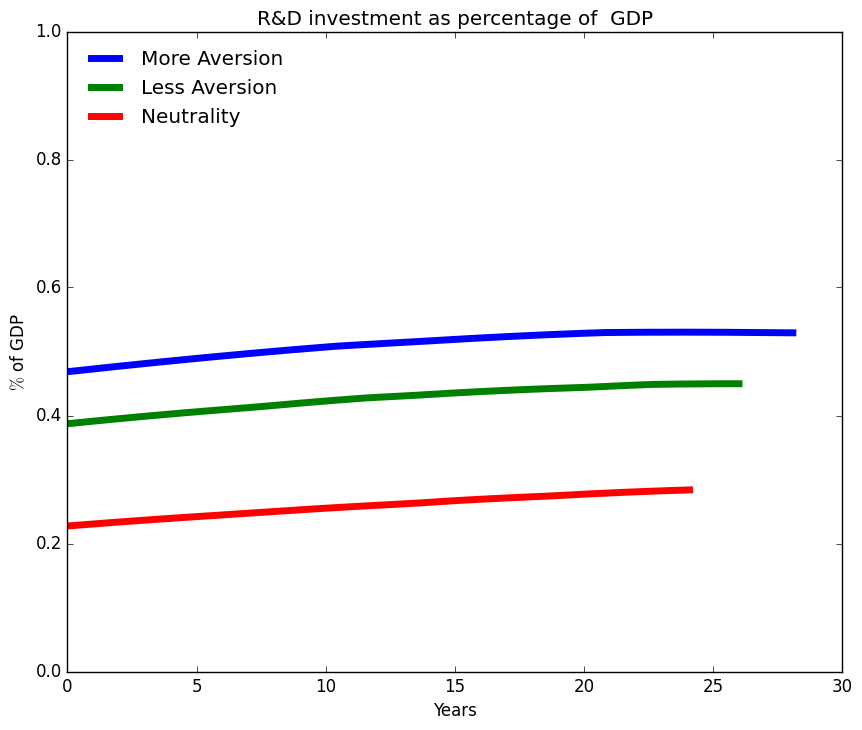 R&D investment as percentage of  GDP
More Aversion
Less Aversion
Neutrality
1.0
0.8
0.6
0.4
0.2
0.0
% of GDP
0 5 10 15 20 25 30
Years